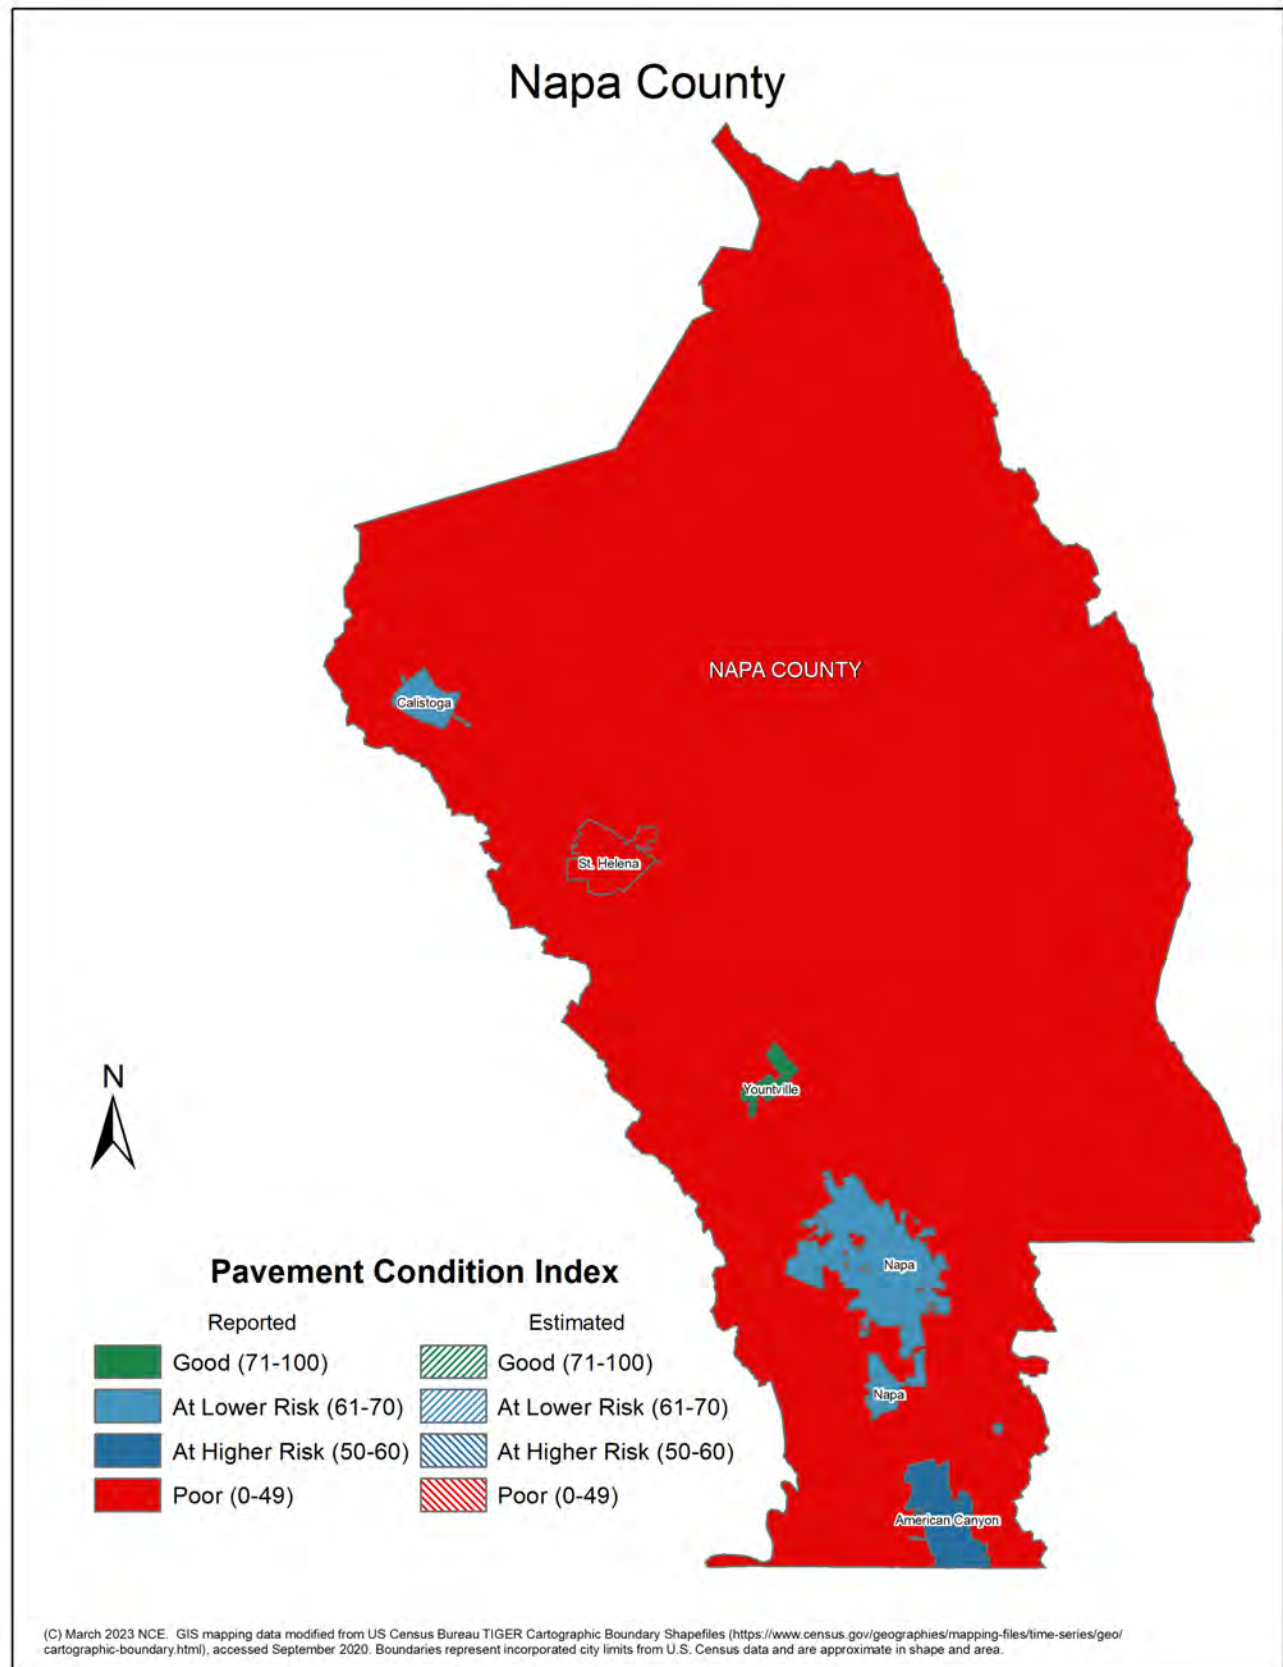 Napa County
NAPA COUNTY
Calistoga
St. Helena
Yountville
N
Napa
Napa
American Canyon
Pavement Condition Index
Reported
Estimated
Good (71-100)
Good (71-100)
At Lower Risk (61-70)
At Lower Risk (61-70)
At Higher Risk (50-60)
At Higher Risk (50-60)
Poor (0-49)
Poor (0-49)
(C) March 2023 NCE. GIS mapping data modified from US Census Bureau TIGER Cartographic Boundary Shapefiles (https://www.census.gov/geographies/mapping-files/time-series/geo/
cartographic-boundary.html), accessed September 2020. Boundaries represent incorporated city limits from U.S. Census data and are approximate in shape and area.